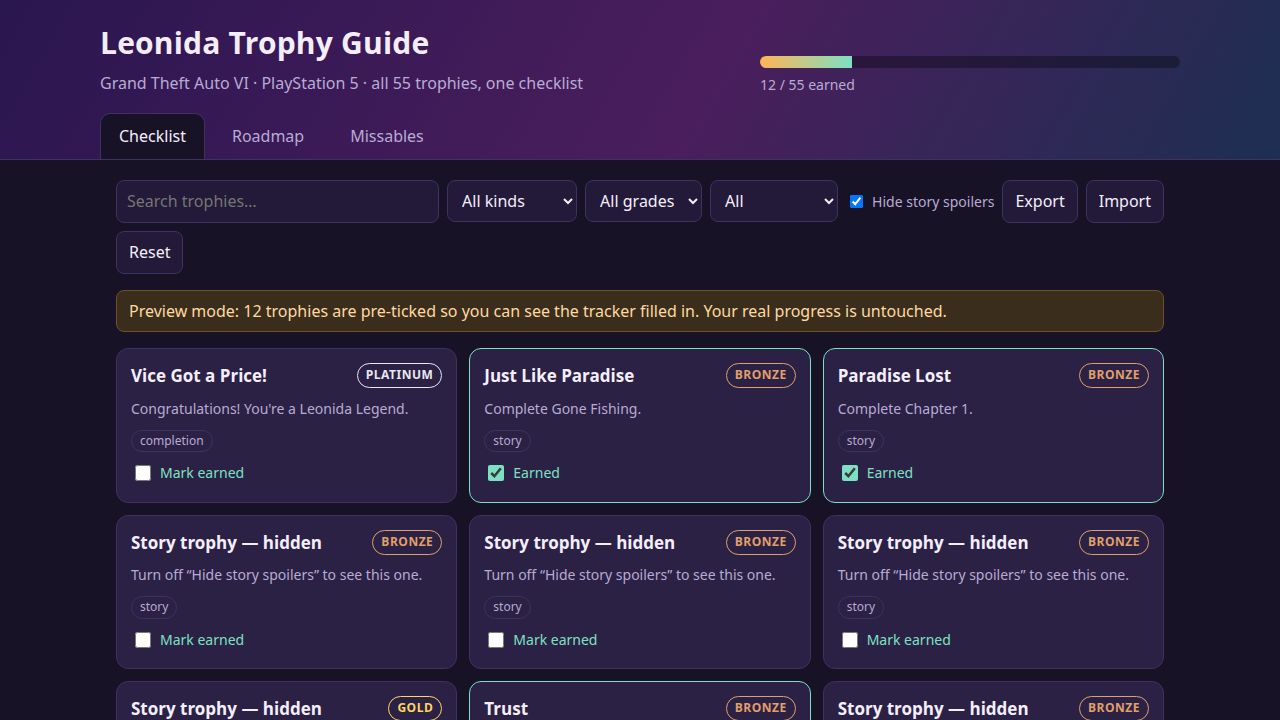 Leonida Trophy Guide
Grand Theft Auto VI · PlayStation 5 · all 55 trophies, one checklist
12 / 55 earned
Checklist Roadmap Missables
Search trophies... All kinds All grades All Hide story spoilers Export Import
Reset
Preview mode: 12 trophies are pre-ticked so you can see the tracker filled in. Your real progress is untouched.
Vice Got a Price! PLATINUM
Congratulations! You're a Leonida Legend.
completion
Mark earned
Just Like Paradise BRONZE
Complete Gone Fishing.
story
Earned
Paradise Lost BRONZE
Complete Chapter 1.
story
Earned
Story trophy — hidden BRONZE
Turn off “Hide story spoilers” to see this one.
story
Mark earned
Story trophy — hidden BRONZE
Turn off “Hide story spoilers” to see this one.
story
Mark earned
Story trophy — hidden BRONZE
Turn off “Hide story spoilers” to see this one.
story
Mark earned
Story trophy — hidden GOLD
Trust BRONZE
Story trophy — hidden BRONZE